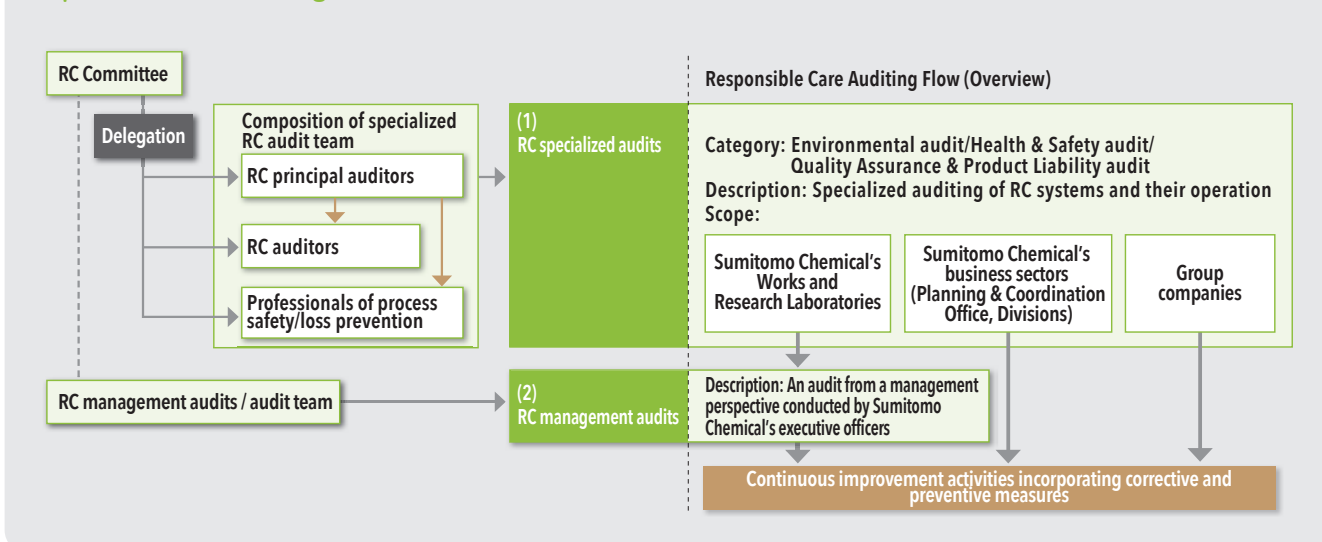 RC Committee
Delegation
Composition of specialized
RC audit team
RC principal auditors
RC auditors
Professionals of process
safety/loss prevention
RC management audits / audit team
(1)
RC specialized audits
(2)
RC management audits
Responsible Care Auditing Flow (Overview)
Category: Environmental audit/Health & Safety audit/
Quality Assurance & Product Liability audit
Description: Specialized auditing of RC systems and their operation
Scope:
Sumitomo Chemical's
Works and
Research Laboratories
Sumitomo Chemical's
business sectors
(Planning & Coordination
Office, Divisions)
Group
companies
Description: An audit from a management
perspective conducted by Sumitomo
Chemical's executive officers
Continuous improvement activities incorporating corrective and
preventive measures